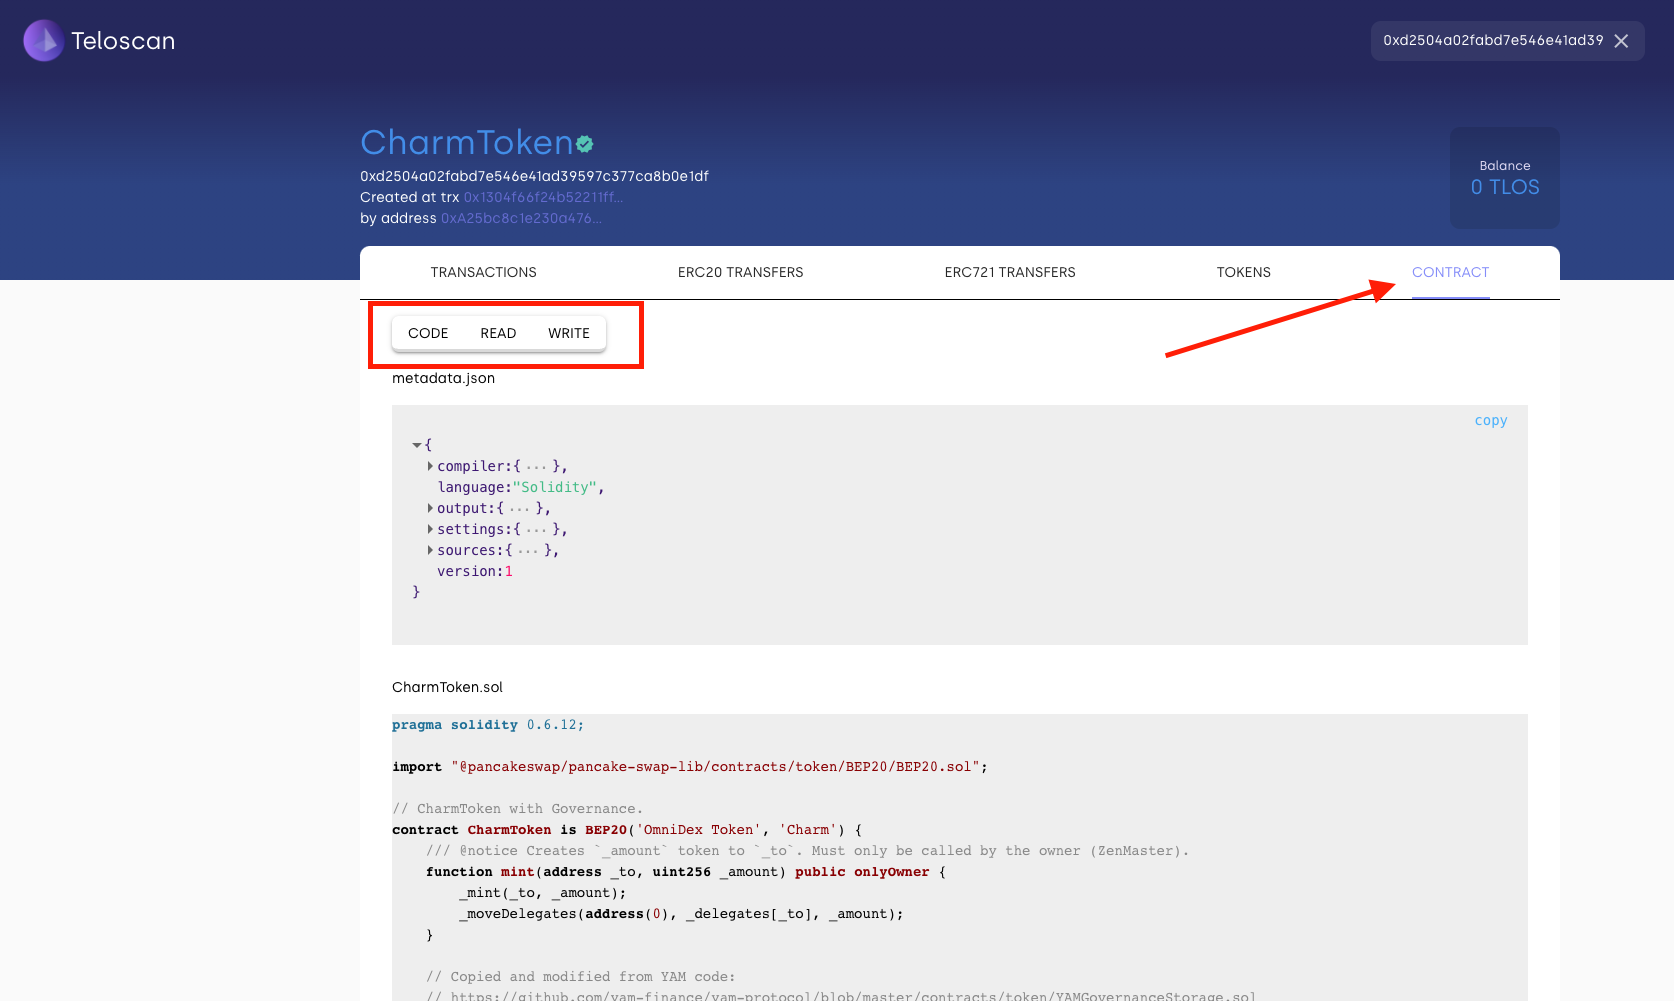 Teloscan
0xd2504a02fabd7e546e41ad39
CharmToken
0xd2504a02fabd7e546e41ad39597c377ca8b0e1df
Created at trx 0x1304f66f24b52211ff...
by address 0xA25bc8c1e230a476...
Balance
0 TLOS
TRANSACTIONS ERC20 TRANSFERS ERC721 TRANSFERS TOKENS CONTRACT
CODE READ WRITE
metadata.json
copy
{
compiler:{ ... },
language:"Solidity",
output:{ ... },
settings:{ ... },
sources:{ ... },
version:1
}
CharmToken.sol
pragma solidity 0.6.12;
import "@pancakeswap/pancake-swap-lib/contracts/token/BEP20/BEP20.sol";
// CharmToken with Governance.
contract CharmToken is BEP20('OmniDex Token', 'Charm') {
/// @notice Creates `_amount` token to `_to`. Must only be called by the owner (ZenMaster).
function mint(address _to, uint256 _amount) public onlyOwner {
_mint(_to, _amount);
_moveDelegates(address(0), _delegates[_to], _amount);
}
// Copied and modified from YAM code:
// https://github.com/yam-finance/yam-protocol/blob/master/contracts/token/YAMGovernanceStorage.sol